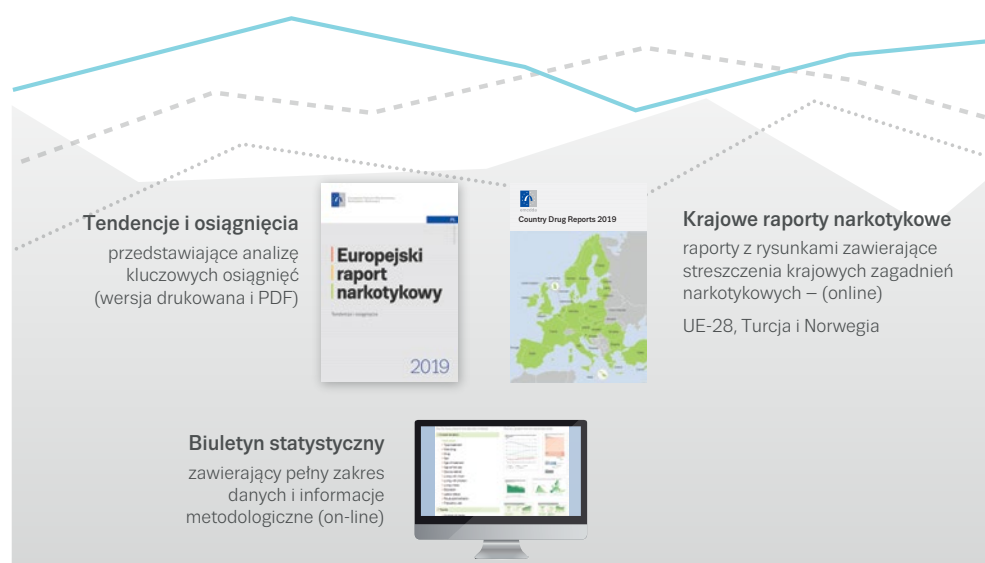 Tendencje i osiągnięcia
przedstawiające analizę
kluczowych osiągnięć
(wersja drukowana i PDF)
Europejski
raport
narkotykowy
Tendencje i osiągnięcia
2019
Country Drug Reports 2019
Krajowe raporty narkotykowe
raporty z rysunkami zawierające
streszczenia krajowych zagadnień
narkotykowych – (online)
UE-28, Turcja i Norwegia
Biuletyn statystyczny
zawierający pełny zakres
danych i informacje
metodologiczne (on-line)